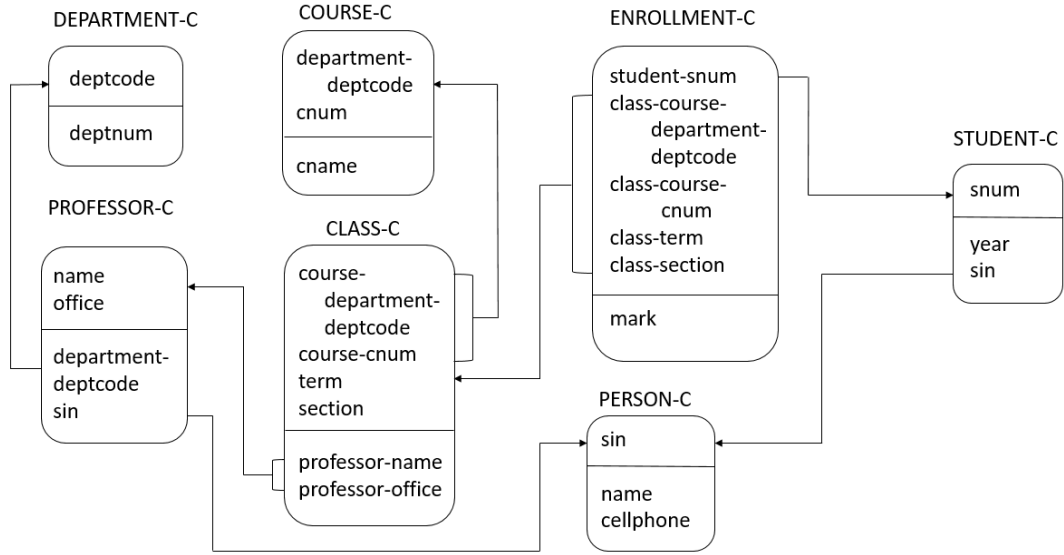 DEPARTMENT-C
deptcode
deptnum
COURSE-C
department-
deptcode
cnum
cname
ENROLLMENT-C
student-snum
class-course-
department-
deptcode
class-course-
cnum
class-term
class-section
mark
STUDENT-C
snum
year
sin
PROFESSOR-C
name
office
department-
deptcode
sin
CLASS-C
course-
department-
deptcode
course-cnum
term
section
professor-name
professor-office
PERSON-C
sin
name
cellphone